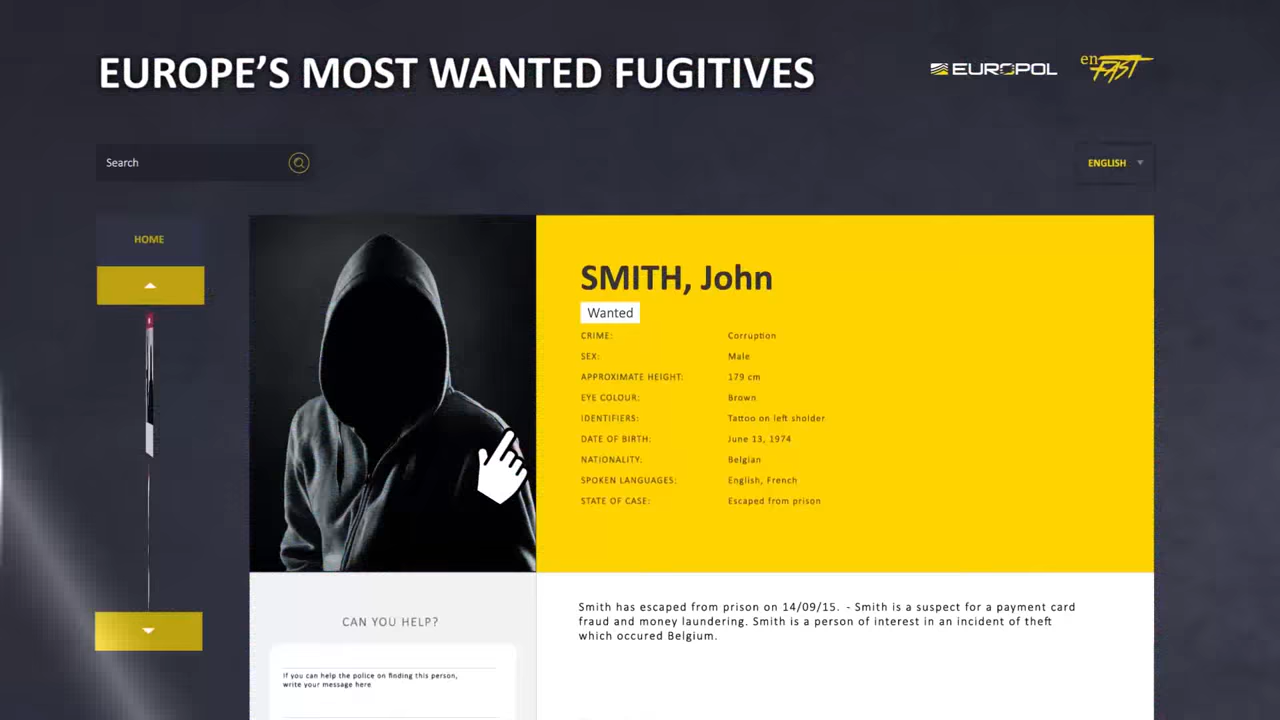 EUROPE'S MOST WANTED FUGITIVES
EUROPOL
en FAST
Search
ENGLISH
HOME
SMITH, John
Wanted
CRIME: Corruption
SEX: Male
APPROXIMATE HEIGHT: 179 cm
EYE COLOUR: Brown
IDENTIFIERS: Tattoo on left sholder
DATE OF BIRTH: June 13, 1974
NATIONALITY: Belgian
SPOKEN LANGUAGES: English, French
STATE OF CASE: Escaped from prison
Smith has escaped from prison on 14/09/15. - Smith is a suspect for a payment card
fraud and money laundering. Smith is a person of interest in an incident of theft
which occured Belgium.
CAN YOU HELP?
If you can help the police on finding this person,
write your message here